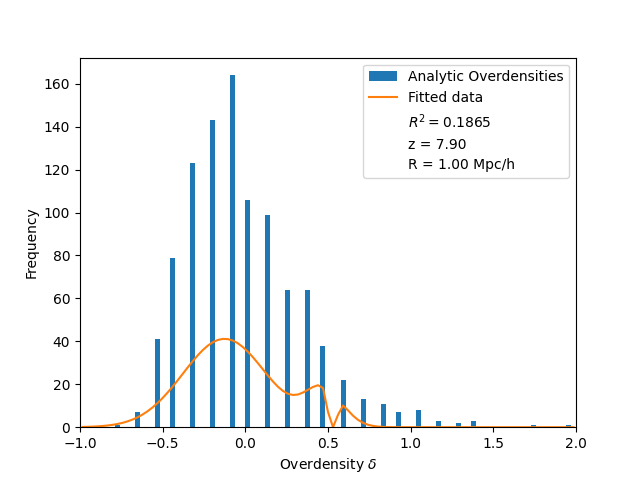 Analytic Overdensities
Fitted data
R² = 0.1865
z = 7.90
R = 1.00 Mpc/h
Frequency
160
140
120
100
80
60
40
20
0
−1.0 −0.5 0.0 0.5 1.0 1.5 2.0
Overdensity δ